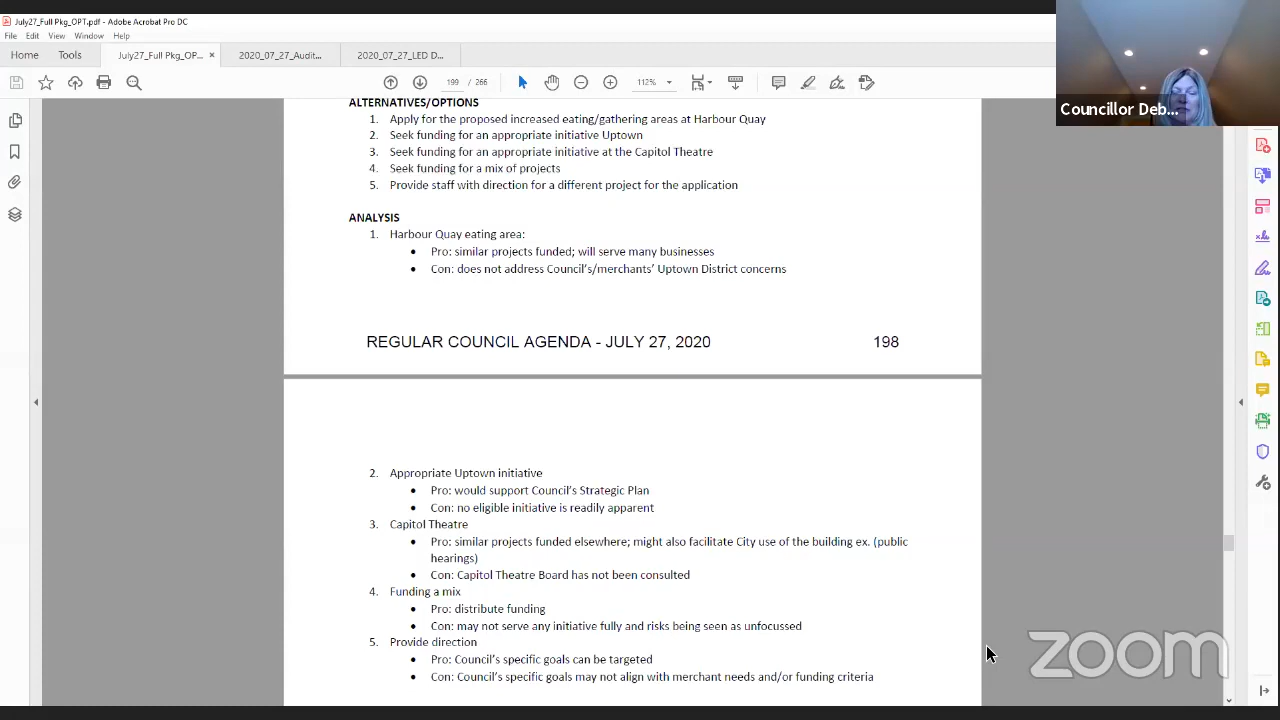 July27_Full Pkg_OPT.pdf - Adobe Acrobat Pro DC
File Edit View Window Help
Home Tools July27_Full Pkg_OP... × 2020_07_27_Audit... 2020_07_27_LED D...
199 / 266 112%
Councillor Deb...
ALTERNATIVES/OPTIONS
1. Apply for the proposed increased eating/gathering areas at Harbour Quay
2. Seek funding for an appropriate initiative Uptown
3. Seek funding for an appropriate initiative at the Capitol Theatre
4. Seek funding for a mix of projects
5. Provide staff with direction for a different project for the application
ANALYSIS
1. Harbour Quay eating area:
• Pro: similar projects funded; will serve many businesses
• Con: does not address Council's/merchants' Uptown District concerns
REGULAR COUNCIL AGENDA - JULY 27, 2020 198
2. Appropriate Uptown initiative
• Pro: would support Council's Strategic Plan
• Con: no eligible initiative is readily apparent
3. Capitol Theatre
• Pro: similar projects funded elsewhere; might also facilitate City use of the building ex. (public
hearings)
• Con: Capitol Theatre Board has not been consulted
4. Funding a mix
• Pro: distribute funding
• Con: may not serve any initiative fully and risks being seen as unfocussed
5. Provide direction
• Pro: Council's specific goals can be targeted
• Con: Council's specific goals may not align with merchant needs and/or funding criteria
zoom